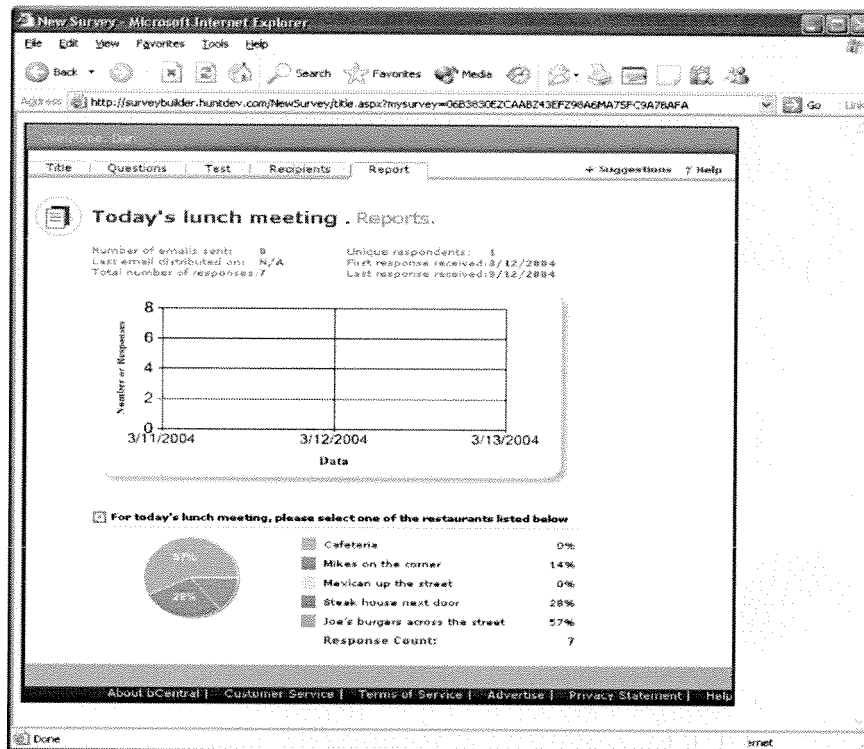 New Survey - Microsoft Internet Explorer
File Edit View Favorites Tools Help
Back Search Favorites Media
Address http://surveybuilder.huntdev.com/NewSurvey/title.aspx?mysurvey=06B3830EZCAABZ43EFZ98A6MA75FC9A78AFA Go Link
Welcome
Title Questions Test Recipients Report + Suggestions ? Help
Today's lunch meeting . Reports.
Number of emails sent: 0 Unique respondents: 1
Last email distributed on: N/A First response received:3/12/2004
Total number of responses:7 Last response received:3/12/2004
8
6
4
2
0
Number or Responses
3/11/2004 3/12/2004 3/13/2004
Data
For today's lunch meeting, please select one of the restaurants listed below
57%
28%
Cafeteria 0%
Mikes on the corner 14%
Mexican up the street 0%
Steak house next door 28%
Joe's burgers across the street 57%
Response Count: 7
About bCentral | Customer Service | Terms of Service | Advertise | Privacy Statement | Help
Done ernet